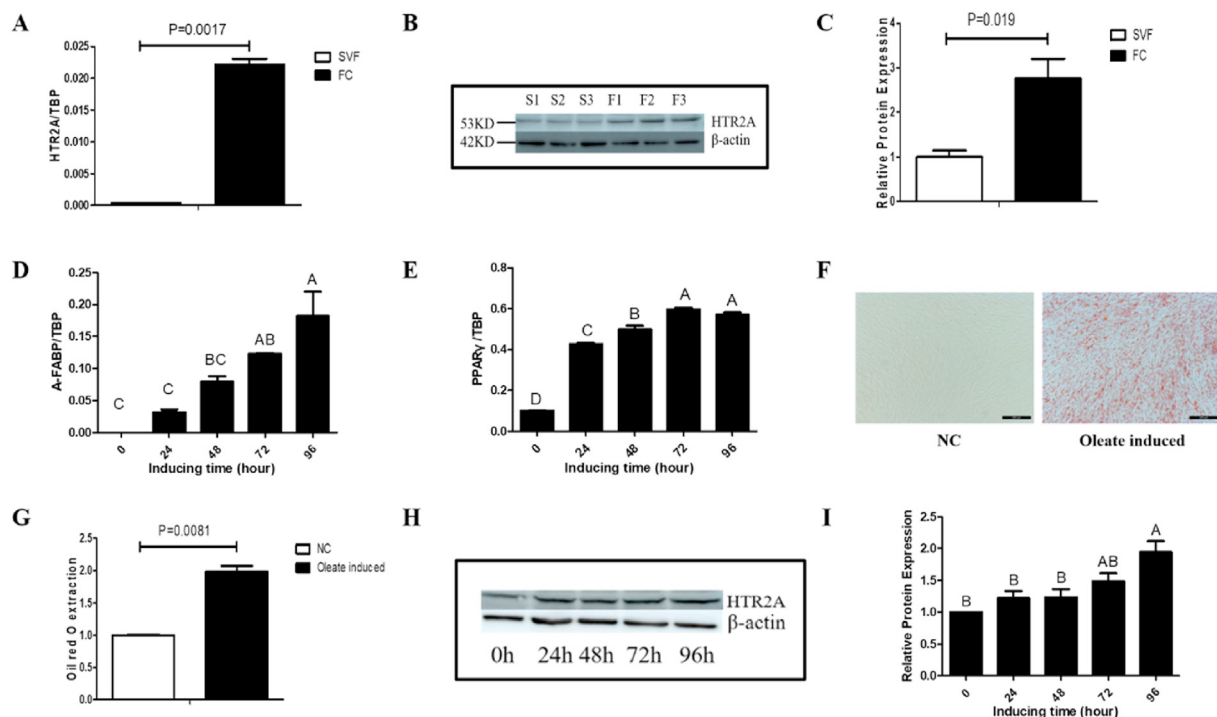 A
P=0.0017
HTR2A/TBP
0.025
0.020
0.015
0.010
0.005
0.000
SVF
FC
B
S1 S2 S3 F1 F2 F3
53KD
HTR2A
42KD
β-actin
C
P=0.019
Relative Protein Expression
4
3
2
1
0
SVF
FC
D
A-FABP/TBP
0.25
0.20
0.15
0.10
0.05
0.00
C C BC AB A
0 24 48 72 96
Inducing time (hour)
E
PPARγ/TBP
0.8
0.6
0.4
0.2
0.0
D C B A A
0 24 48 72 96
Inducing time (hour)
F
NC
Oleate induced
G
P=0.0081
Oil red O extraction
2.5
2.0
1.5
1.0
0.5
0.0
NC
Oleate induced
H
HTR2A
β-actin
0h 24h 48h 72h 96h
I
Relative Protein Expression
2.5
2.0
1.5
1.0
0.5
0.0
B B B AB A
0 24 48 72 96
Inducing time (hour)